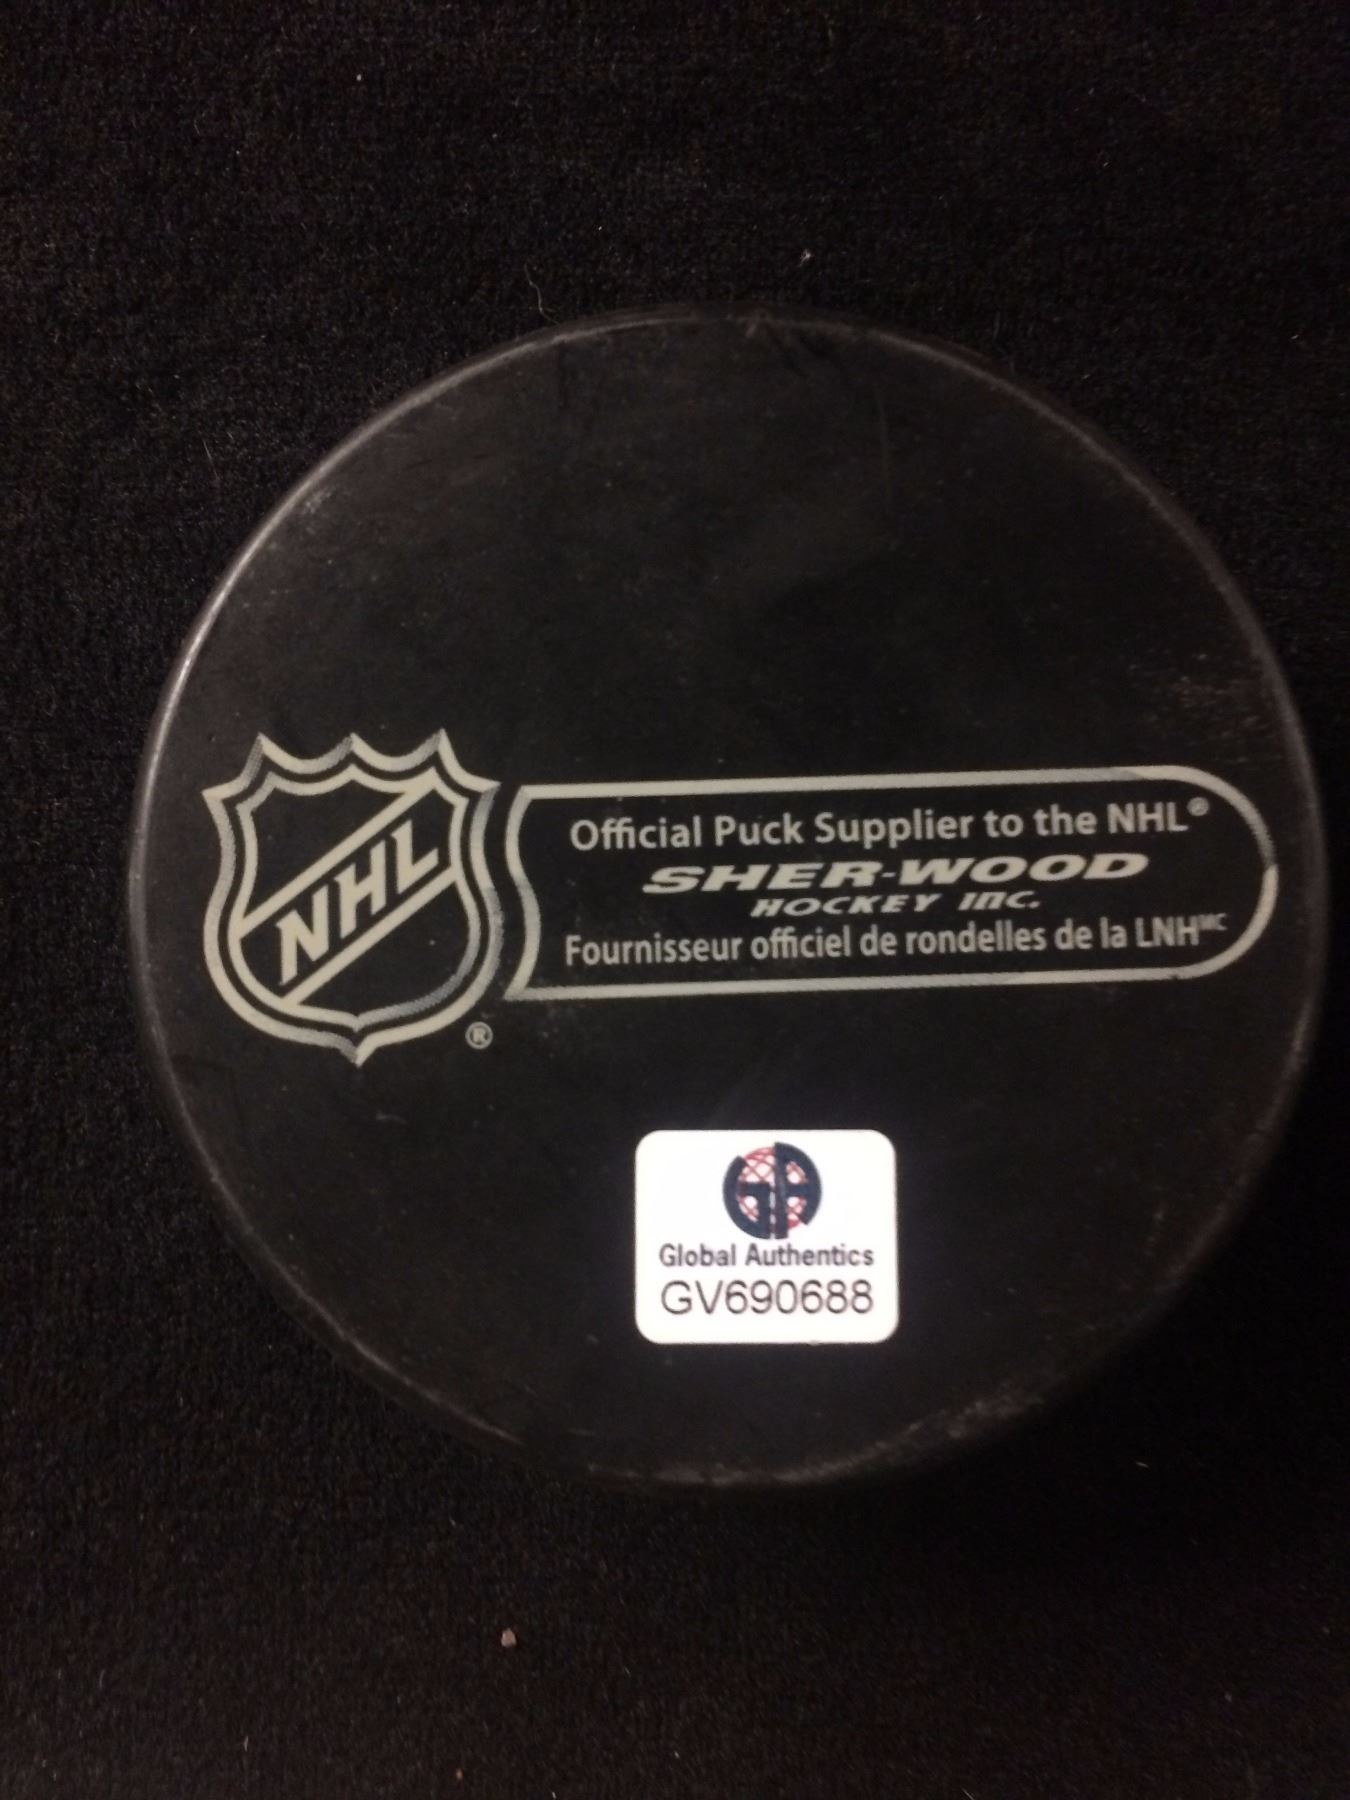 NHL
®
Official Puck Supplier to the NHL®
SHER-WOOD
HOCKEY INC.
Fournisseur officiel de rondelles de la LNHᴹᶜ
GA
Global Authentics
GV690688